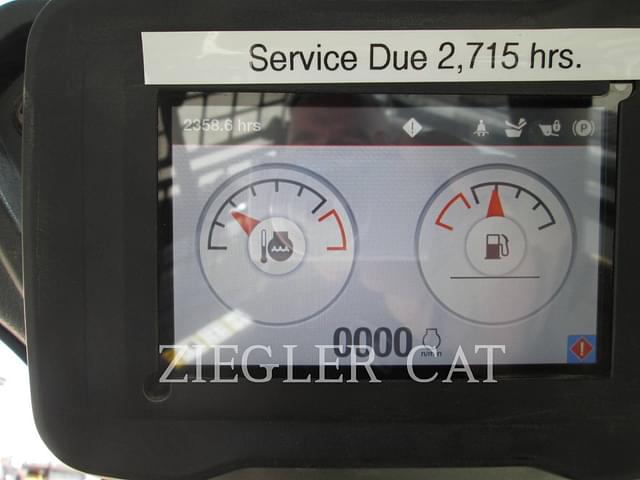 Service Due 2,715 hrs.
2358.6 hrs
P
0000 n/min
ZIEGLER CAT